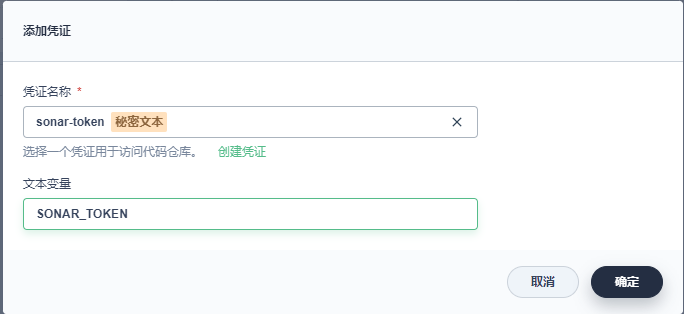 添加凭证
凭证名称 *
sonar-token 秘密文本
选择一个凭证用于访问代码仓库。 创建凭证
文本变量
SONAR_TOKEN
取消 确定